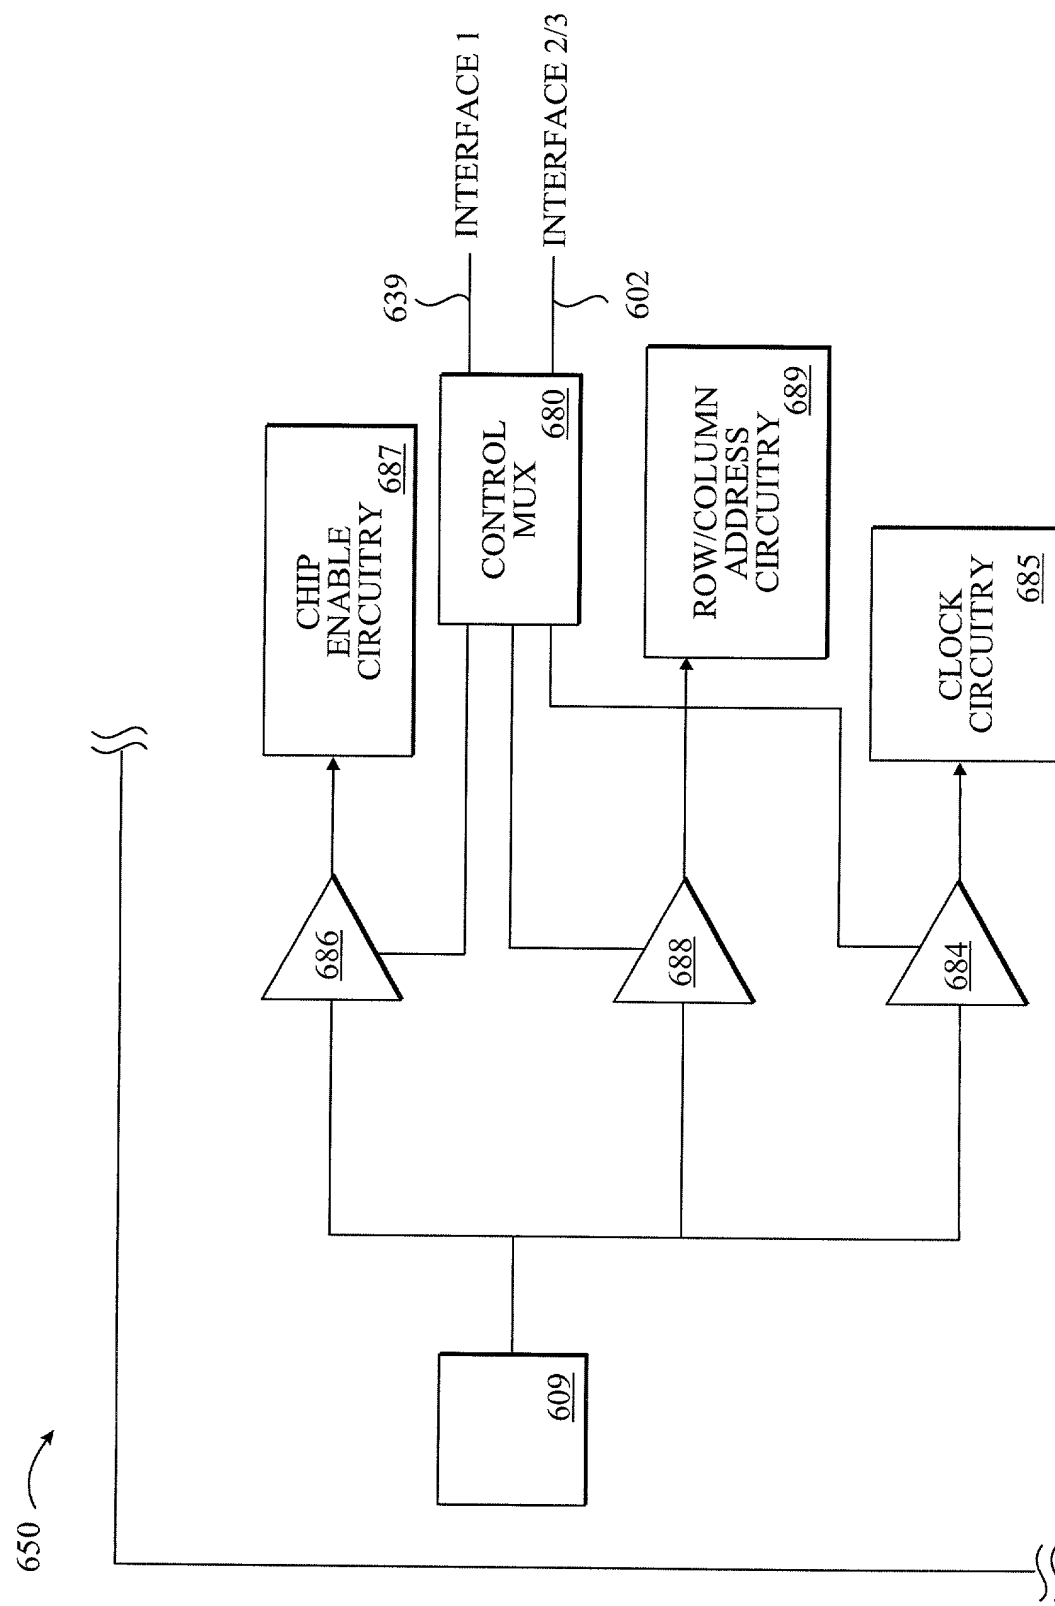 650
609
686
688
684
CHIP
ENABLE
CIRCUITRY
687
CONTROL
MUX
680
639
INTERFACE 1
602
INTERFACE 2/3
ROW/COLUMN
ADDRESS
CIRCUITRY
689
CLOCK
CIRCUITRY
685